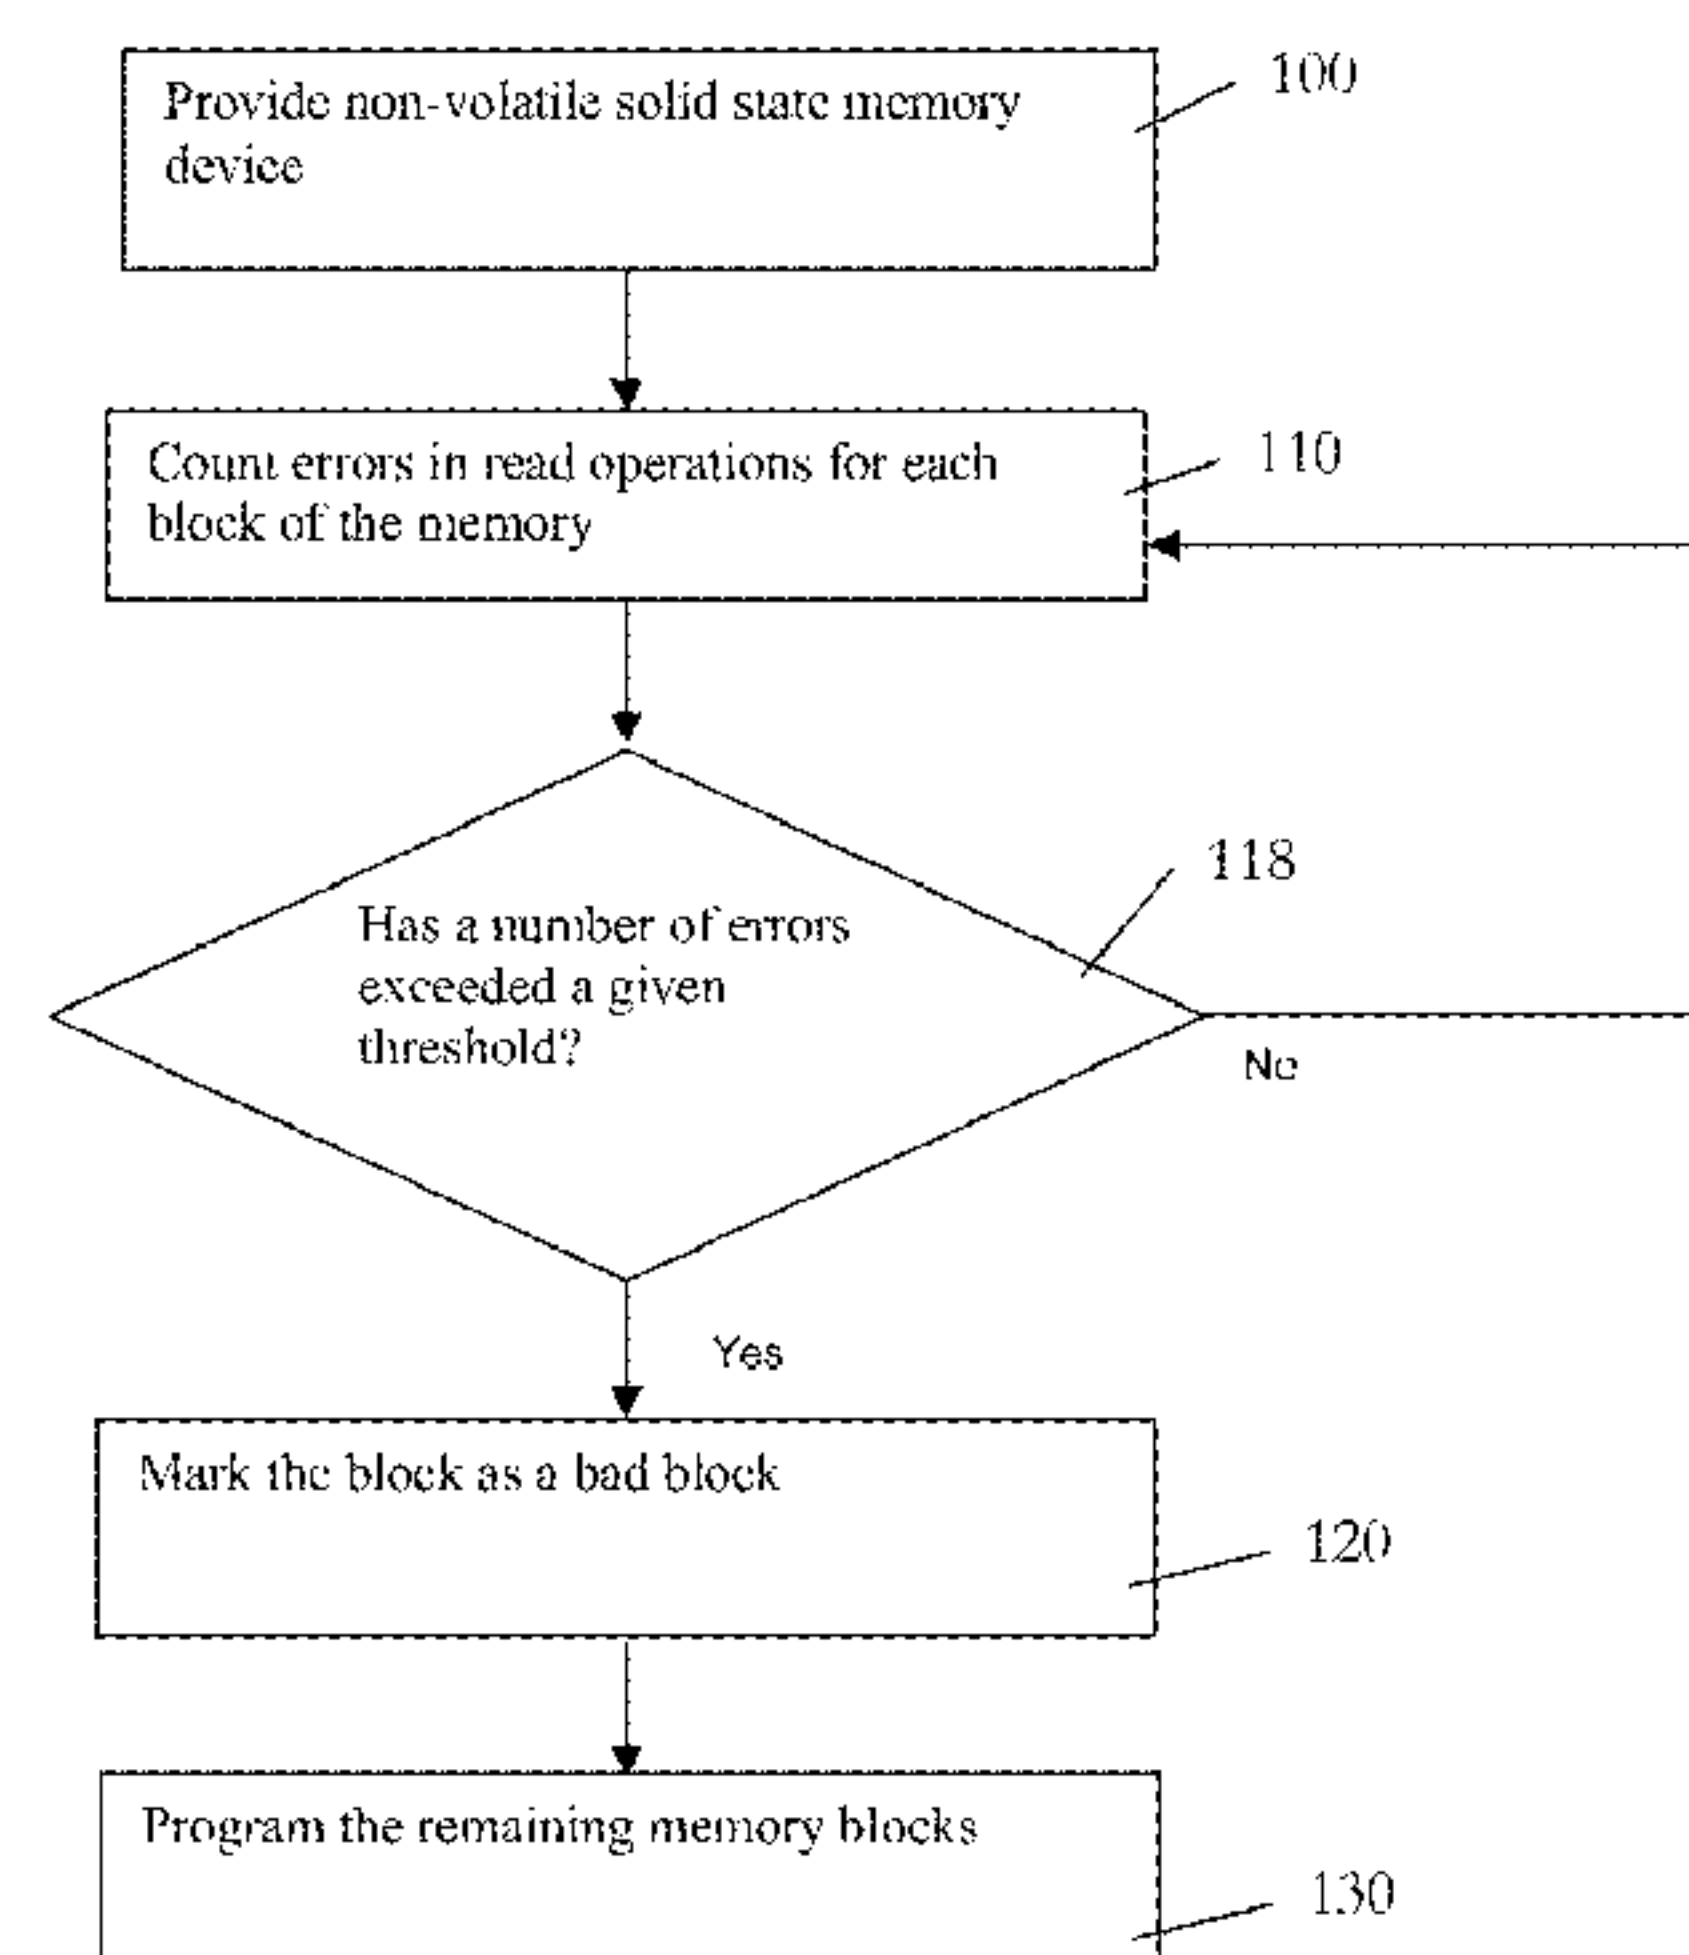 Provide non-volatile solid state memory
device
100
Count errors in read operations for each
block of the memory
110
118
Has a number of errors
exceeded a given
threshold?
No
Yes
Mark the block as a bad block
120
Program the remaining memory blocks
130